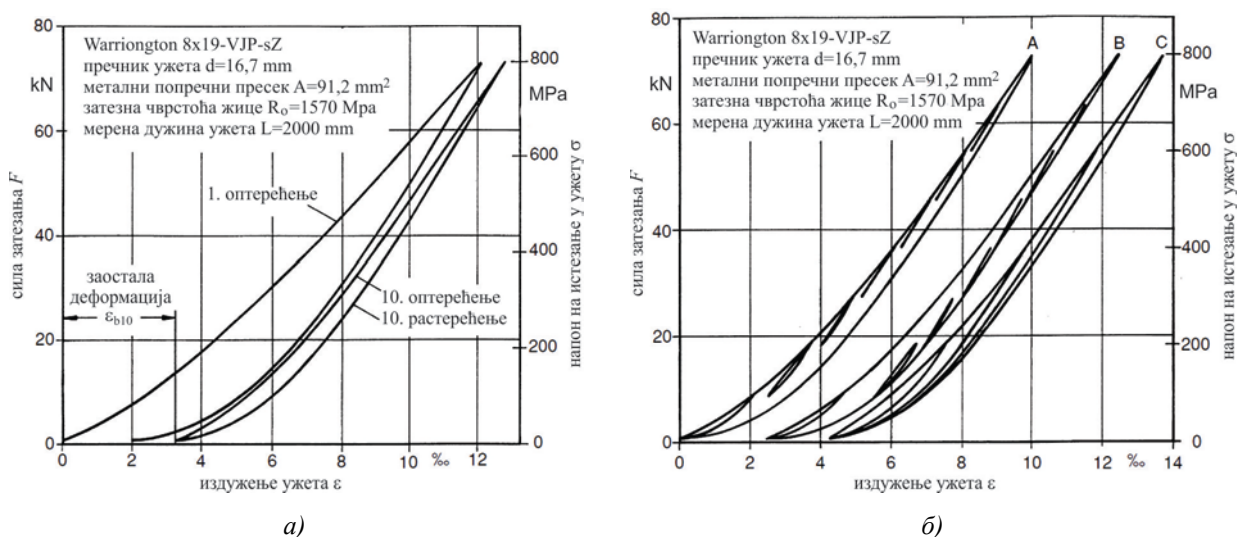 80
kN
60
40
20
0
сила затезања F
Warriongton 8x19-VJP-sZ
пречник ужета d=16,7 mm
метални попречни пресек A=91,2 mm²
затезна чврстоћа жице Rₒ=1570 Mpa
мерена дужина ужета L=2000 mm
1. оптерећење
заостала
деформација
εb10
10. оптерећење
10. растерећење
800
MPa
600
400
200
0
напон на истезање у ужету σ
0 2 4 6 8 10 ‰ 12
издужење ужета ε
а)
80
kN
60
40
20
0
сила затезања F
Warriongton 8x19-VJP-sZ
пречник ужета d=16,7 mm
метални попречни пресек A=91,2 mm²
затезна чврстоћа жице Rₒ=1570 Mpa
мерена дужина ужета L=2000 mm
A B C
800
MPa
600
400
200
0
напон на истезање у ужету σ
0 2 4 6 8 10 12 ‰ 14
издужење ужета ε
б)